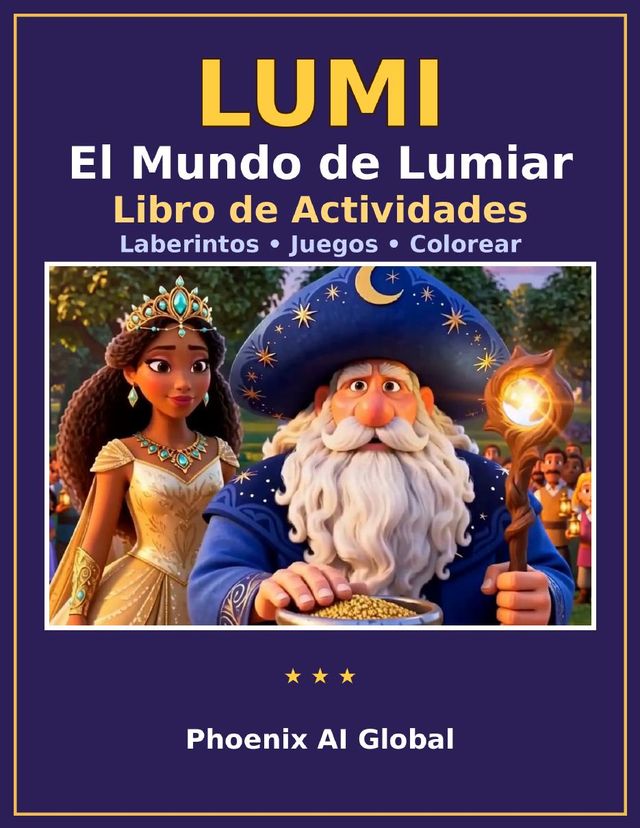 LUMI
El Mundo de Lumiar
Libro de Actividades
Laberintos • Juegos • Colorear
★ ★ ★
Phoenix AI Global